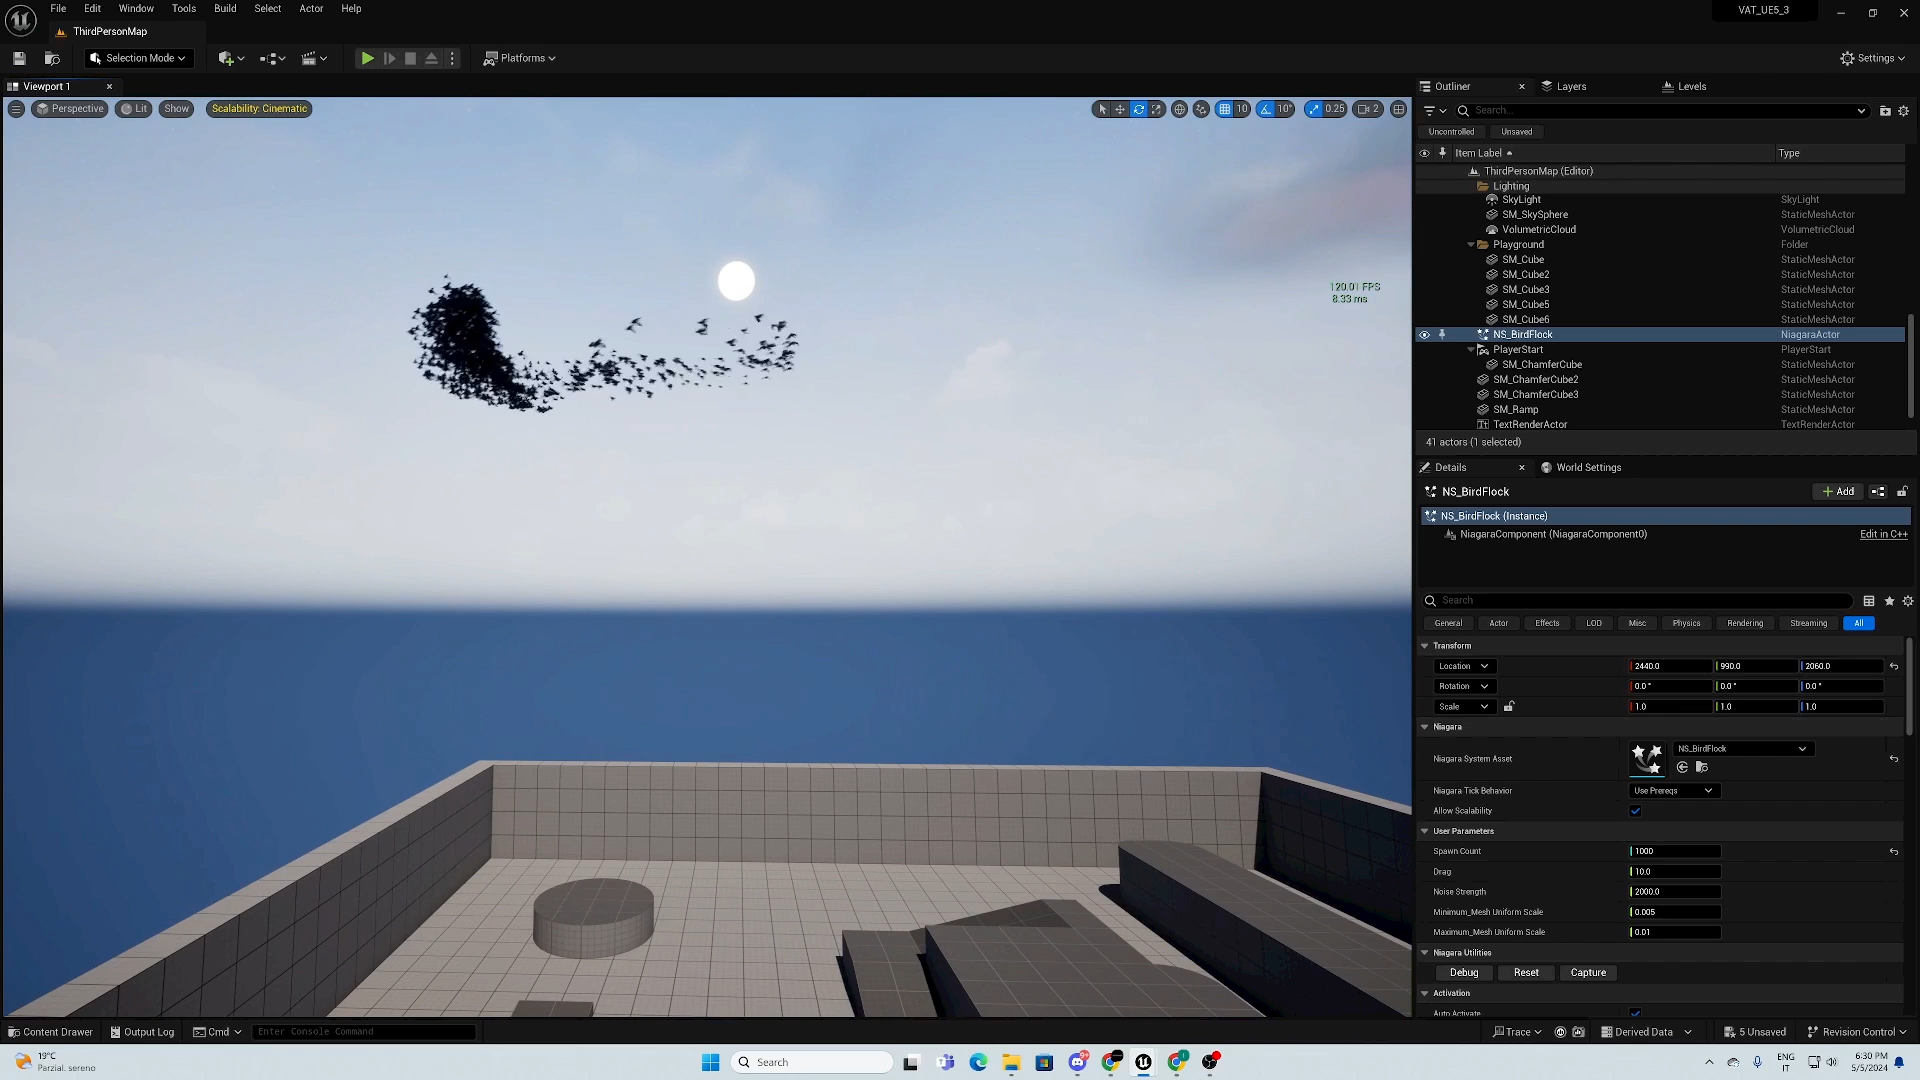 File Edit Window Tools Build Select Actor Help
VAT_UE5_3
ThirdPersonMap
Selection Mode
Platforms
Settings
Viewport 1
Perspective Lit Show Scalability: Cinematic
10 10° 0.25 2
120.01 FPS
8.33 ms
Outliner Layers Levels
Search...
Uncontrolled Unsaved
Item Label Type
ThirdPersonMap (Editor)
Lighting
SkyLight SkyLight
SM_SkySphere StaticMeshActor
VolumetricCloud VolumetricCloud
Playground Folder
SM_Cube StaticMeshActor
SM_Cube2 StaticMeshActor
SM_Cube3 StaticMeshActor
SM_Cube5 StaticMeshActor
SM_Cube6 StaticMeshActor
NS_BirdFlock NiagaraActor
PlayerStart PlayerStart
SM_ChamferCube StaticMeshActor
SM_ChamferCube2 StaticMeshActor
SM_ChamferCube3 StaticMeshActor
SM_Ramp StaticMeshActor
TextRenderActor TextRenderActor
41 actors (1 selected)
Details World Settings
NS_BirdFlock Add
NS_BirdFlock (Instance)
NiagaraComponent (NiagaraComponent0) Edit in C++
Search
General Actor Effects LOD Misc Physics Rendering Streaming All
Transform
Location 2440.0 990.0 2060.0
Rotation 0.0 ° 0.0 ° 0.0 °
Scale 1.0 1.0 1.0
Niagara
Niagara System Asset NS_BirdFlock
Niagara Tick Behavior Use Prereqs
Allow Scalability
User Parameters
Spawn Count 1000
Drag 10.0
Noise Strength 2000.0
Minimum_Mesh Uniform Scale 0.005
Maximum_Mesh Uniform Scale 0.01
Niagara Utilities
Debug Reset Capture
Activation
Auto Activate
Content Drawer Output Log Cmd Enter Console Command
Trace Derived Data 5 Unsaved Revision Control
19°C
Parzial. sereno
Search
9+
ENG
IT
6:30 PM
5/5/2024